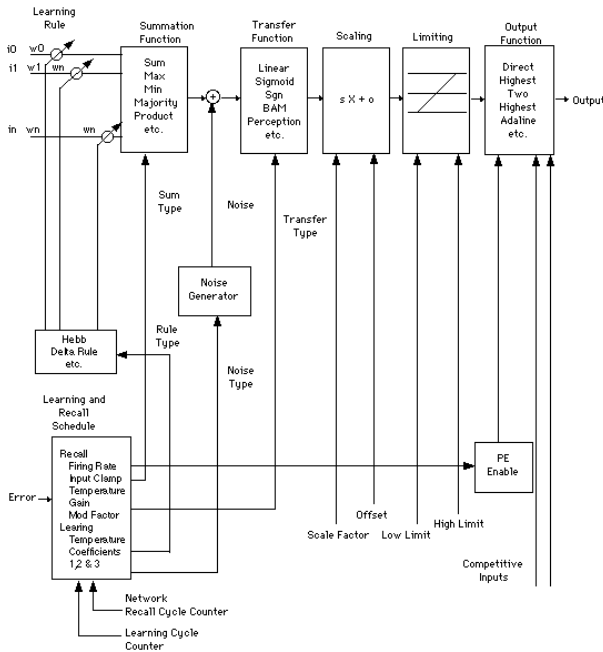 Learning
Rule
Summation
Function
Transfer
Function
Scaling
Limiting
Output
Function
i0 w0
i1 w1 wn
in wn wn
Sum
Max
Min
Majority
Product
etc.
+
Linear
Sigmoid
Sgn
BAM
Perception
etc.
s X + o
Direct
Highest
Two
Highest
Adaline
etc.
Output
Sum
Type
Noise
Transfer
Type
Noise
Generator
Hebb
Delta Rule
etc.
Rule
Type
Noise
Type
Learning and
Recall
Schedule
Recall
Firing Rate
Input Clamp
Temperature
Gain
Mod Factor
Learing
Temperature
Coefficients
1,2 & 3
Error
PE
Enable
Scale Factor
Offset
Low Limit
High Limit
Competitive
Inputs
Network
Recall Cycle Counter
Learning Cycle
Counter